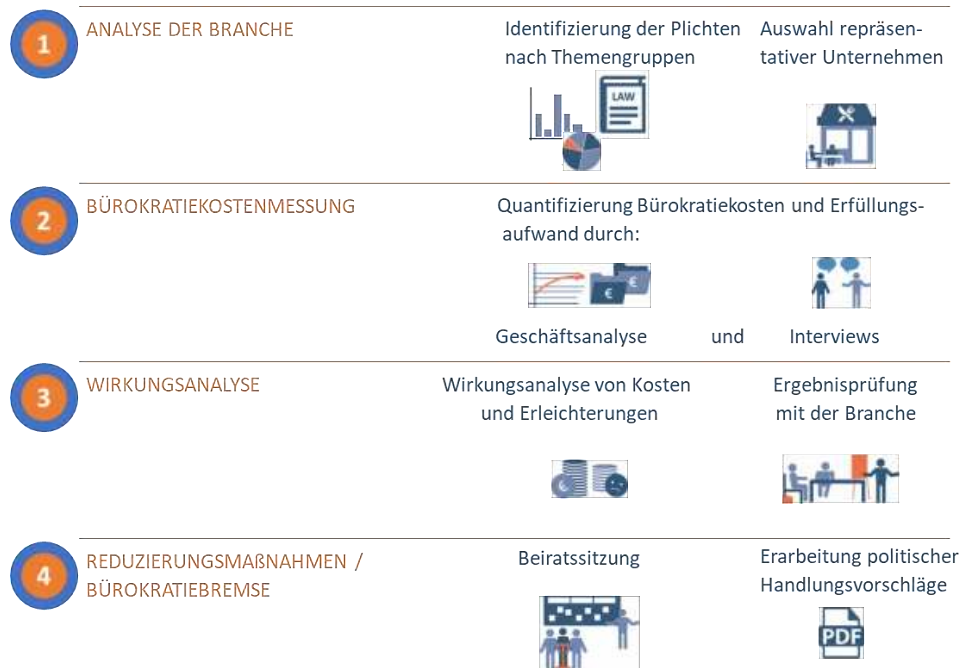 1
ANALYSE DER BRANCHE
Identifizierung der Plichten
nach Themengruppen
Auswahl repräsen-
tativer Unternehmen
LAW
2
BÜROKRATIEKOSTENMESSUNG
Quantifizierung Bürokratiekosten und Erfüllungs-
aufwand durch:
€
€
Geschäftsanalyse und Interviews
3
WIRKUNGSANALYSE
Wirkungsanalyse von Kosten
und Erleichterungen
Ergebnisprüfung
mit der Branche
€
4
REDUZIERUNGSMAßNAHMEN /
BÜROKRATIEBREMSE
Beiratssitzung
Erarbeitung politischer
Handlungsvorschläge
PDF